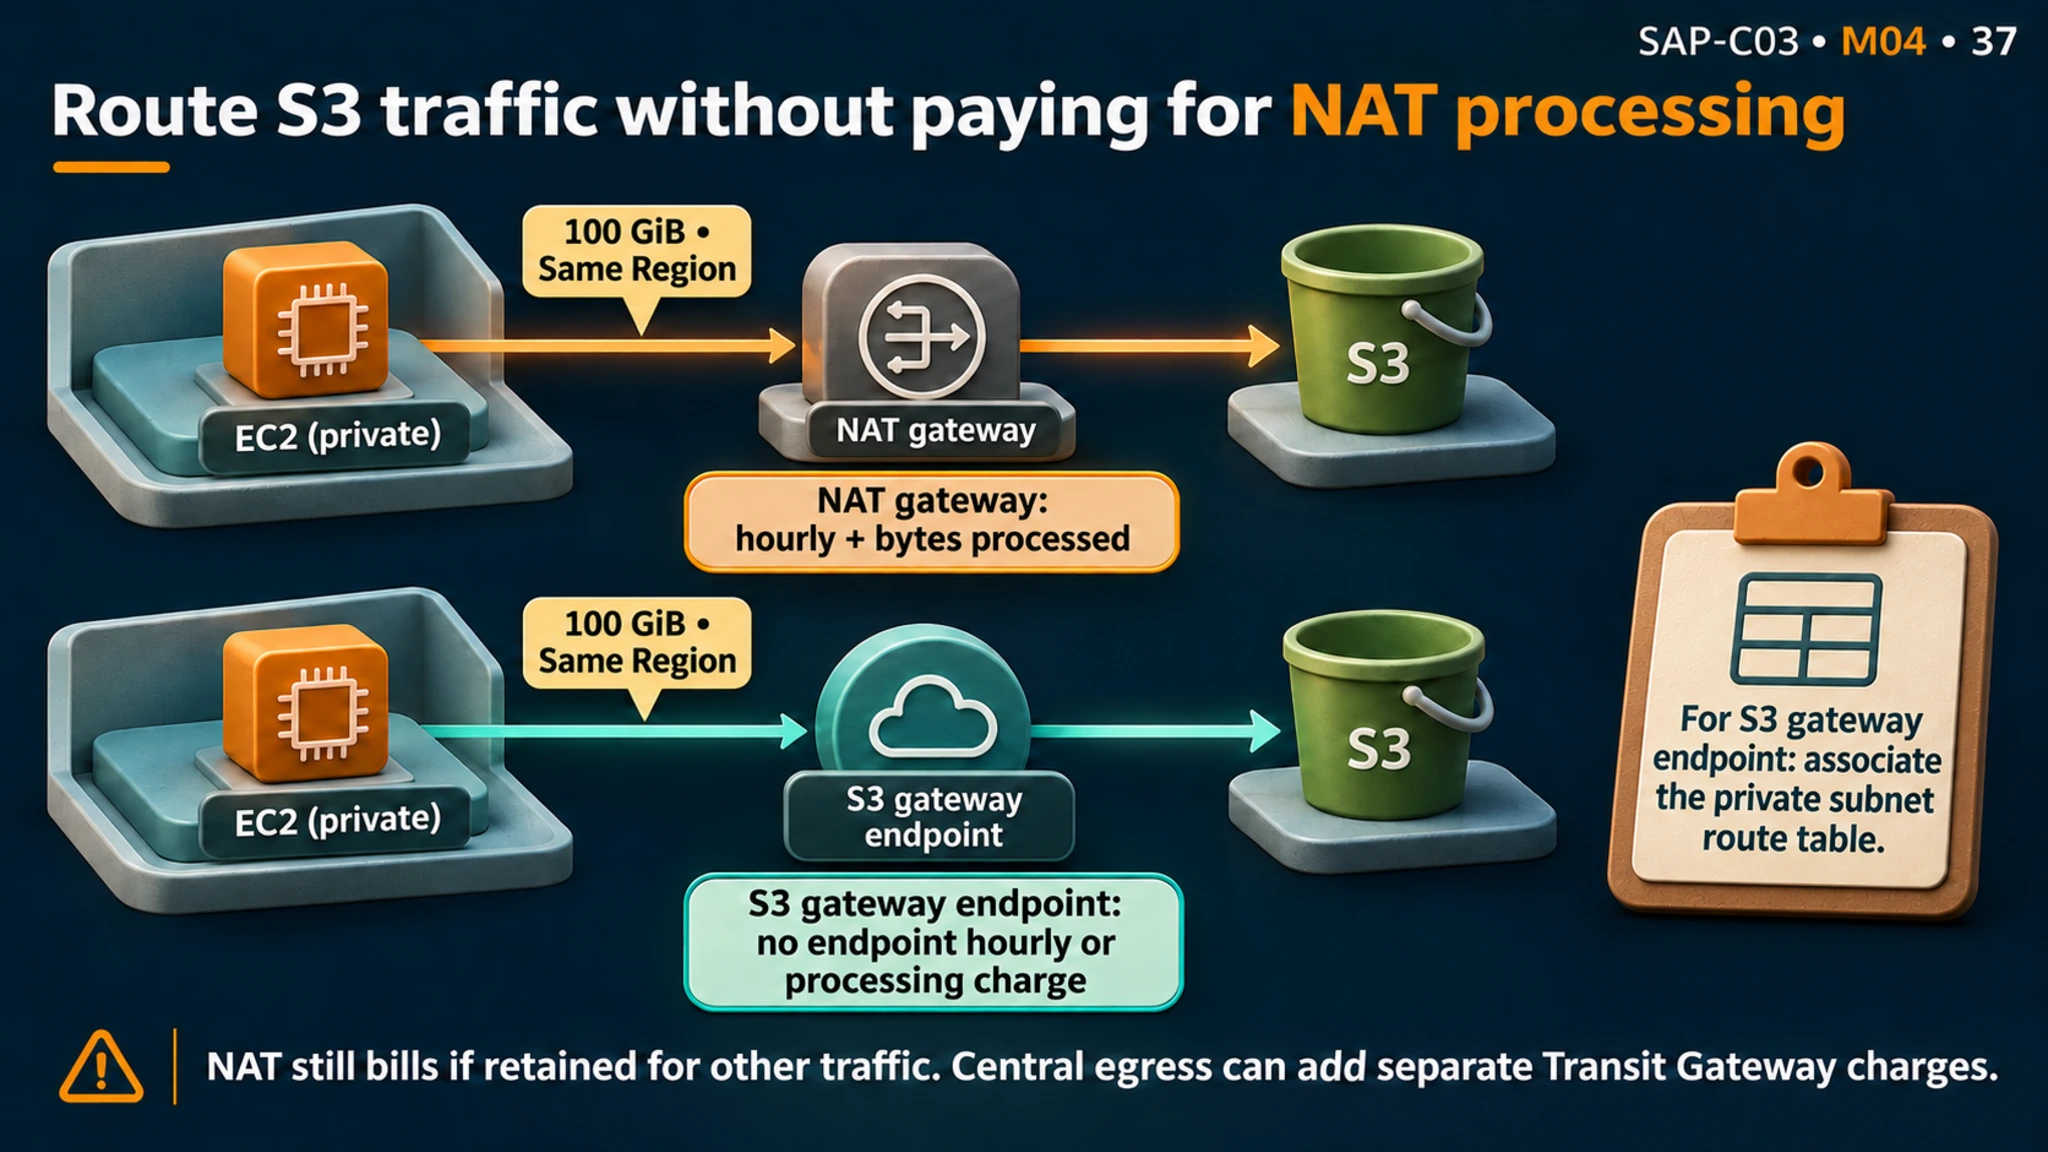 SAP-C03 • M04 • 37
Route S3 traffic without paying for NAT processing
100 GiB •
Same Region
EC2 (private)
NAT gateway
S3
NAT gateway:
hourly + bytes processed
100 GiB •
Same Region
EC2 (private)
S3 gateway
endpoint
S3
S3 gateway endpoint:
no endpoint hourly or
processing charge
For S3 gateway
endpoint: associate
the private subnet
route table.
NAT still bills if retained for other traffic. Central egress can add separate Transit Gateway charges.